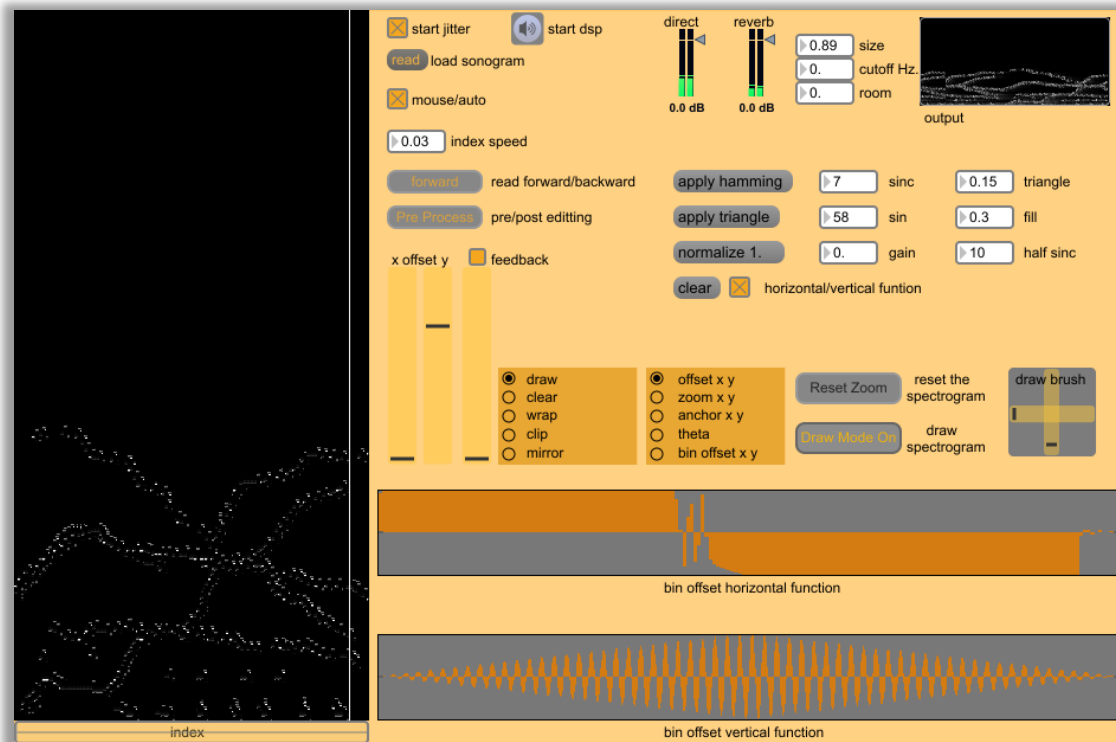 start jitter
start dsp
direct
reverb
0.89 size
0. cutoff Hz.
0. room
0.0 dB
0.0 dB
output
read load sonogram
mouse/auto
0.03 index speed
forward read forward/backward
Pre Process pre/post editting
apply hamming
7 sinc
0.15 triangle
apply triangle
58 sin
0.3 fill
normalize 1.
0. gain
10 half sinc
clear
horizontal/vertical funtion
x offset y
feedback
draw
clear
wrap
clip
mirror
offset x y
zoom x y
anchor x y
theta
bin offset x y
Reset Zoom
reset the
spectrogram
Draw Mode On
draw
spectrogram
draw brush
bin offset horizontal function
index
bin offset vertical function